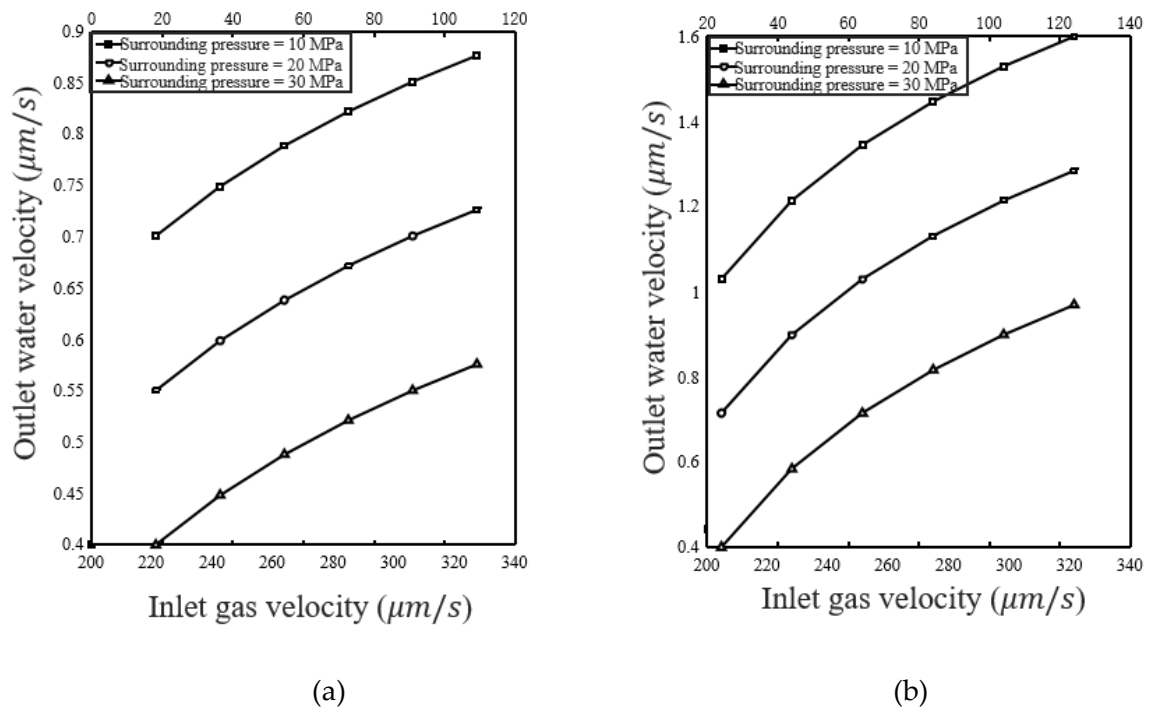 0 20 40 60 80 100 120
0.9
Surrounding pressure = 10 MPa
Surrounding pressure = 20 MPa
Surrounding pressure = 30 MPa
0.85
0.8
0.75
0.7
0.65
0.6
0.55
0.5
0.45
0.4
Outlet water velocity (μm/s)
200 220 240 260 280 300 320 340
Inlet gas velocity (μm/s)
(a)
20 40 60 80 100 120 140
1.6
Surrounding pressure = 10 MPa
Surrounding pressure = 20 MPa
Surrounding pressure = 30 MPa
1.4
1.2
1
0.8
0.6
0.4
Outlet water velocity (μm/s)
200 220 240 260 280 300 320 340
Inlet gas velocity (μm/s)
(b)